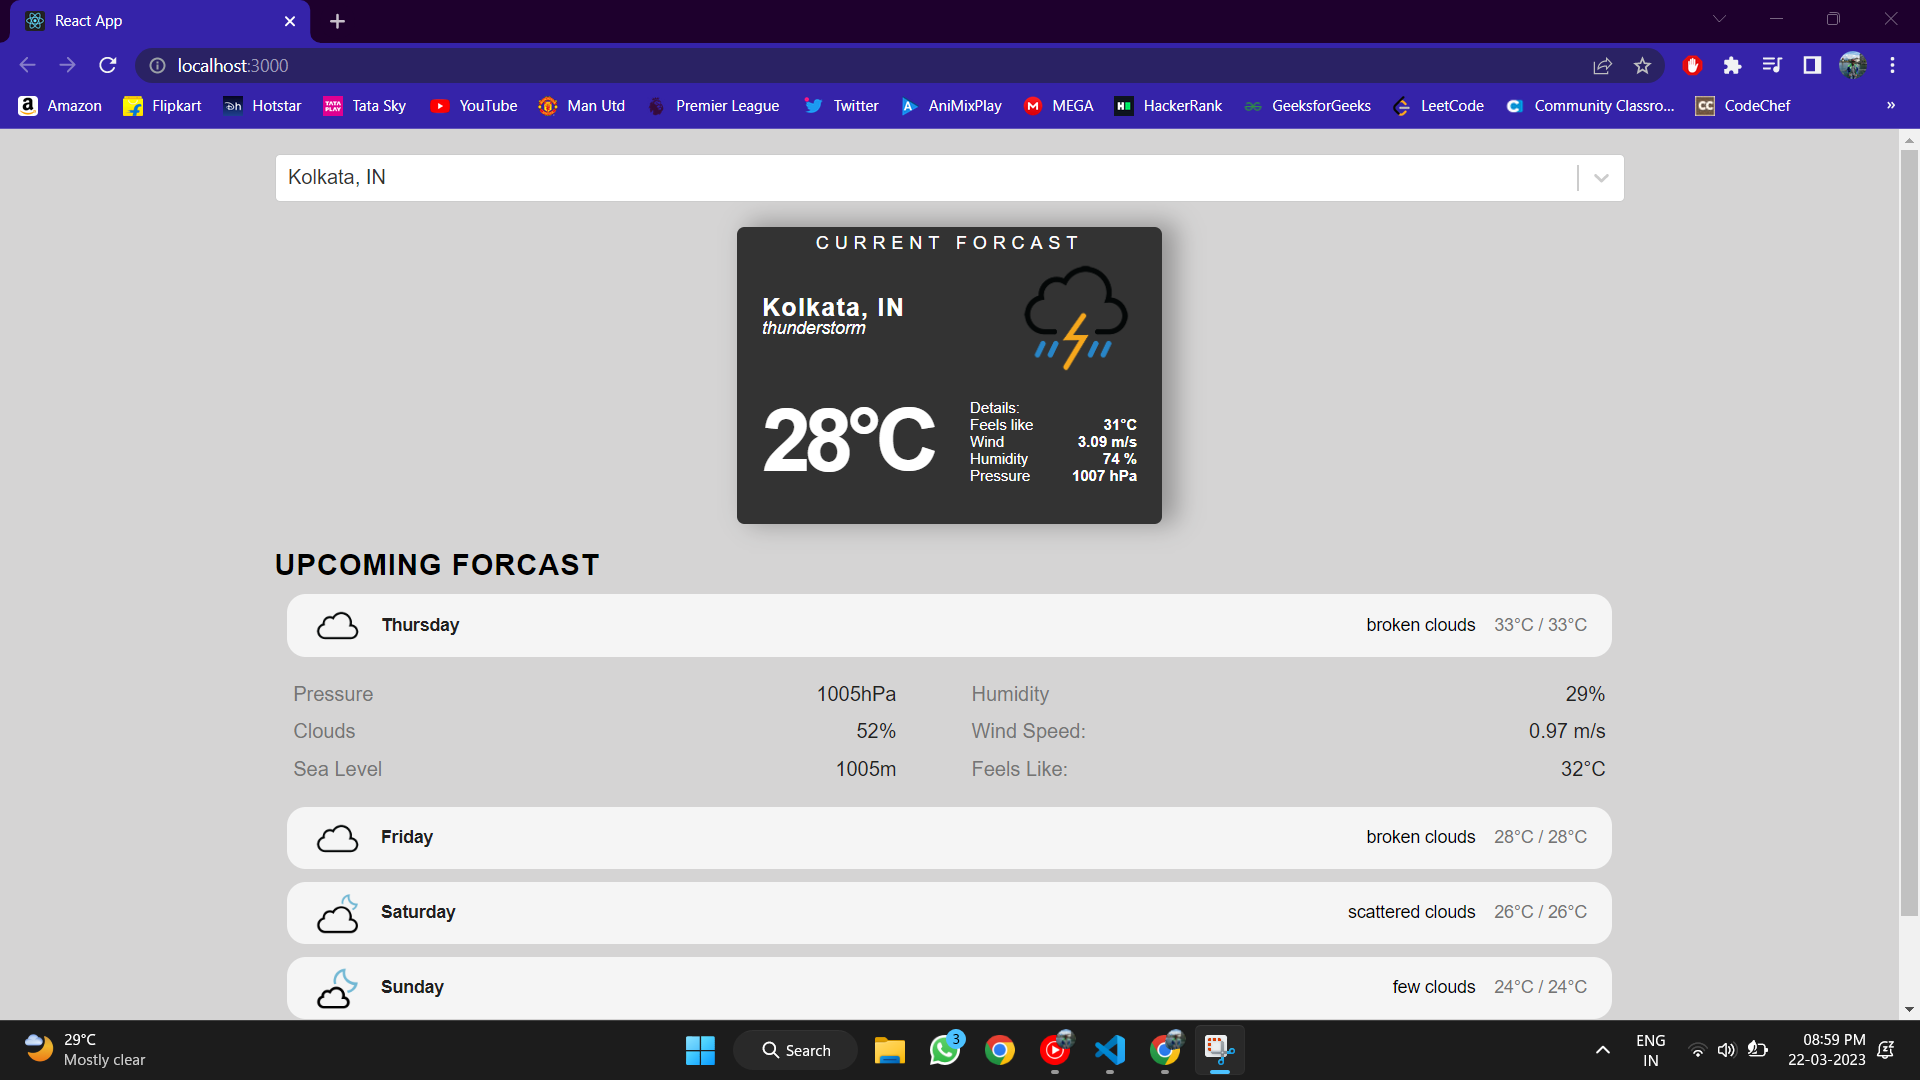 React App
localhost:3000
Amazon Flipkart Hotstar Tata Sky YouTube Man Utd Premier League Twitter AniMixPlay MEGA HackerRank GeeksforGeeks LeetCode Community Classro... CodeChef »
Kolkata, IN
CURRENT FORCAST
Kolkata, IN
thunderstorm
28°C
Details:
Feels like 31°C
Wind 3.09 m/s
Humidity 74 %
Pressure 1007 hPa
UPCOMING FORCAST
Thursday broken clouds 33°C / 33°C
Pressure 1005hPa Humidity 29%
Clouds 52% Wind Speed: 0.97 m/s
Sea Level 1005m Feels Like: 32°C
Friday broken clouds 28°C / 28°C
Saturday scattered clouds 26°C / 26°C
Sunday few clouds 24°C / 24°C
29°C
Mostly clear
Search
3
ENG
IN
08:59 PM
22-03-2023